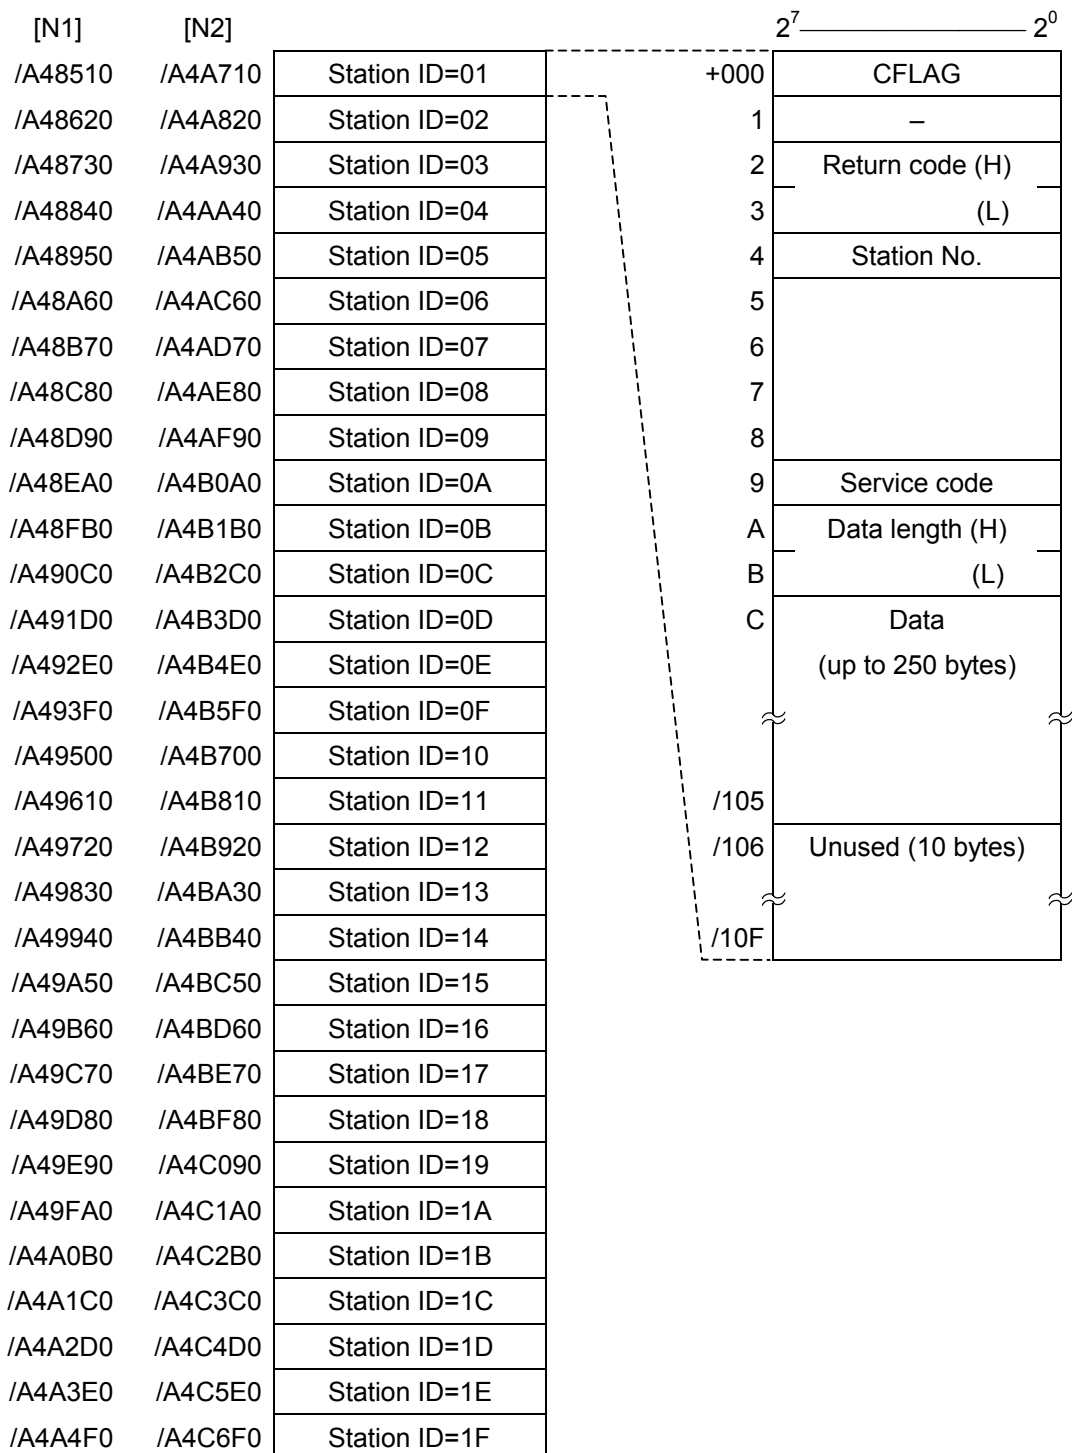 [N1] [N2] 2⁷ 2⁰
/A48510 /A4A710 Station ID=01 +000 CFLAG
/A48620 /A4A820 Station ID=02 1 –
/A48730 /A4A930 Station ID=03 2 Return code (H)
/A48840 /A4AA40 Station ID=04 3 (L)
/A48950 /A4AB50 Station ID=05 4 Station No.
/A48A60 /A4AC60 Station ID=06 5
/A48B70 /A4AD70 Station ID=07 6
/A48C80 /A4AE80 Station ID=08 7
/A48D90 /A4AF90 Station ID=09 8
/A48EA0 /A4B0A0 Station ID=0A 9 Service code
/A48FB0 /A4B1B0 Station ID=0B A Data length (H)
/A490C0 /A4B2C0 Station ID=0C B (L)
/A491D0 /A4B3D0 Station ID=0D C Data
/A492E0 /A4B4E0 Station ID=0E (up to 250 bytes)
/A493F0 /A4B5F0 Station ID=0F
/A49500 /A4B700 Station ID=10
/A49610 /A4B810 Station ID=11 /105
/A49720 /A4B920 Station ID=12 /106 Unused (10 bytes)
/A49830 /A4BA30 Station ID=13
/A49940 /A4BB40 Station ID=14 /10F
/A49A50 /A4BC50 Station ID=15
/A49B60 /A4BD60 Station ID=16
/A49C70 /A4BE70 Station ID=17
/A49D80 /A4BF80 Station ID=18
/A49E90 /A4C090 Station ID=19
/A49FA0 /A4C1A0 Station ID=1A
/A4A0B0 /A4C2B0 Station ID=1B
/A4A1C0 /A4C3C0 Station ID=1C
/A4A2D0 /A4C4D0 Station ID=1D
/A4A3E0 /A4C5E0 Station ID=1E
/A4A4F0 /A4C6F0 Station ID=1F